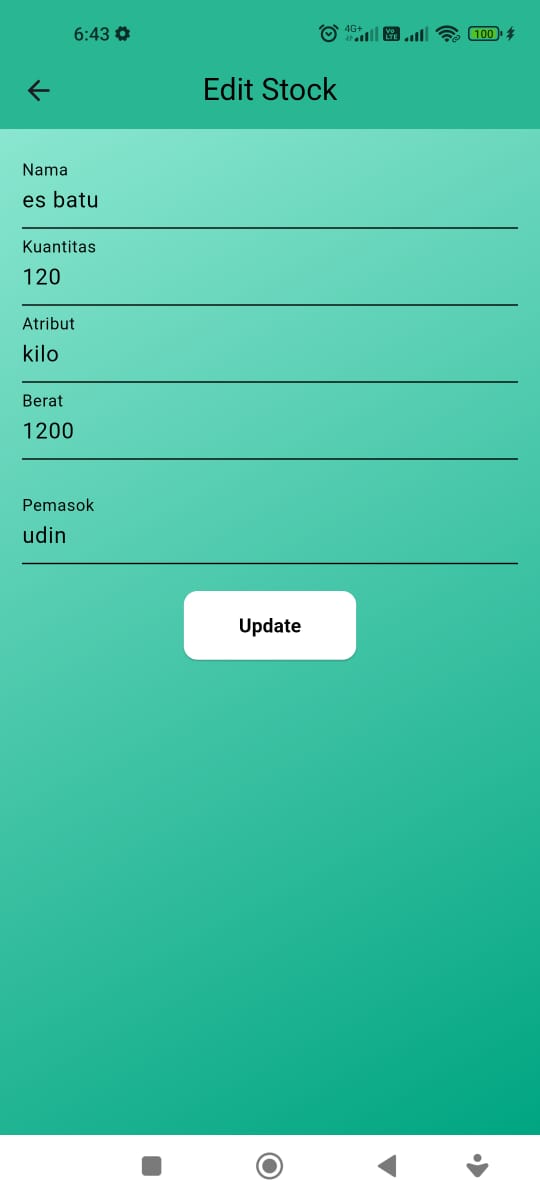 6:43
4G+
Vo
LTE
100
Edit Stock
Nama
es batu
Kuantitas
120
Atribut
kilo
Berat
1200
Pemasok
udin
Update